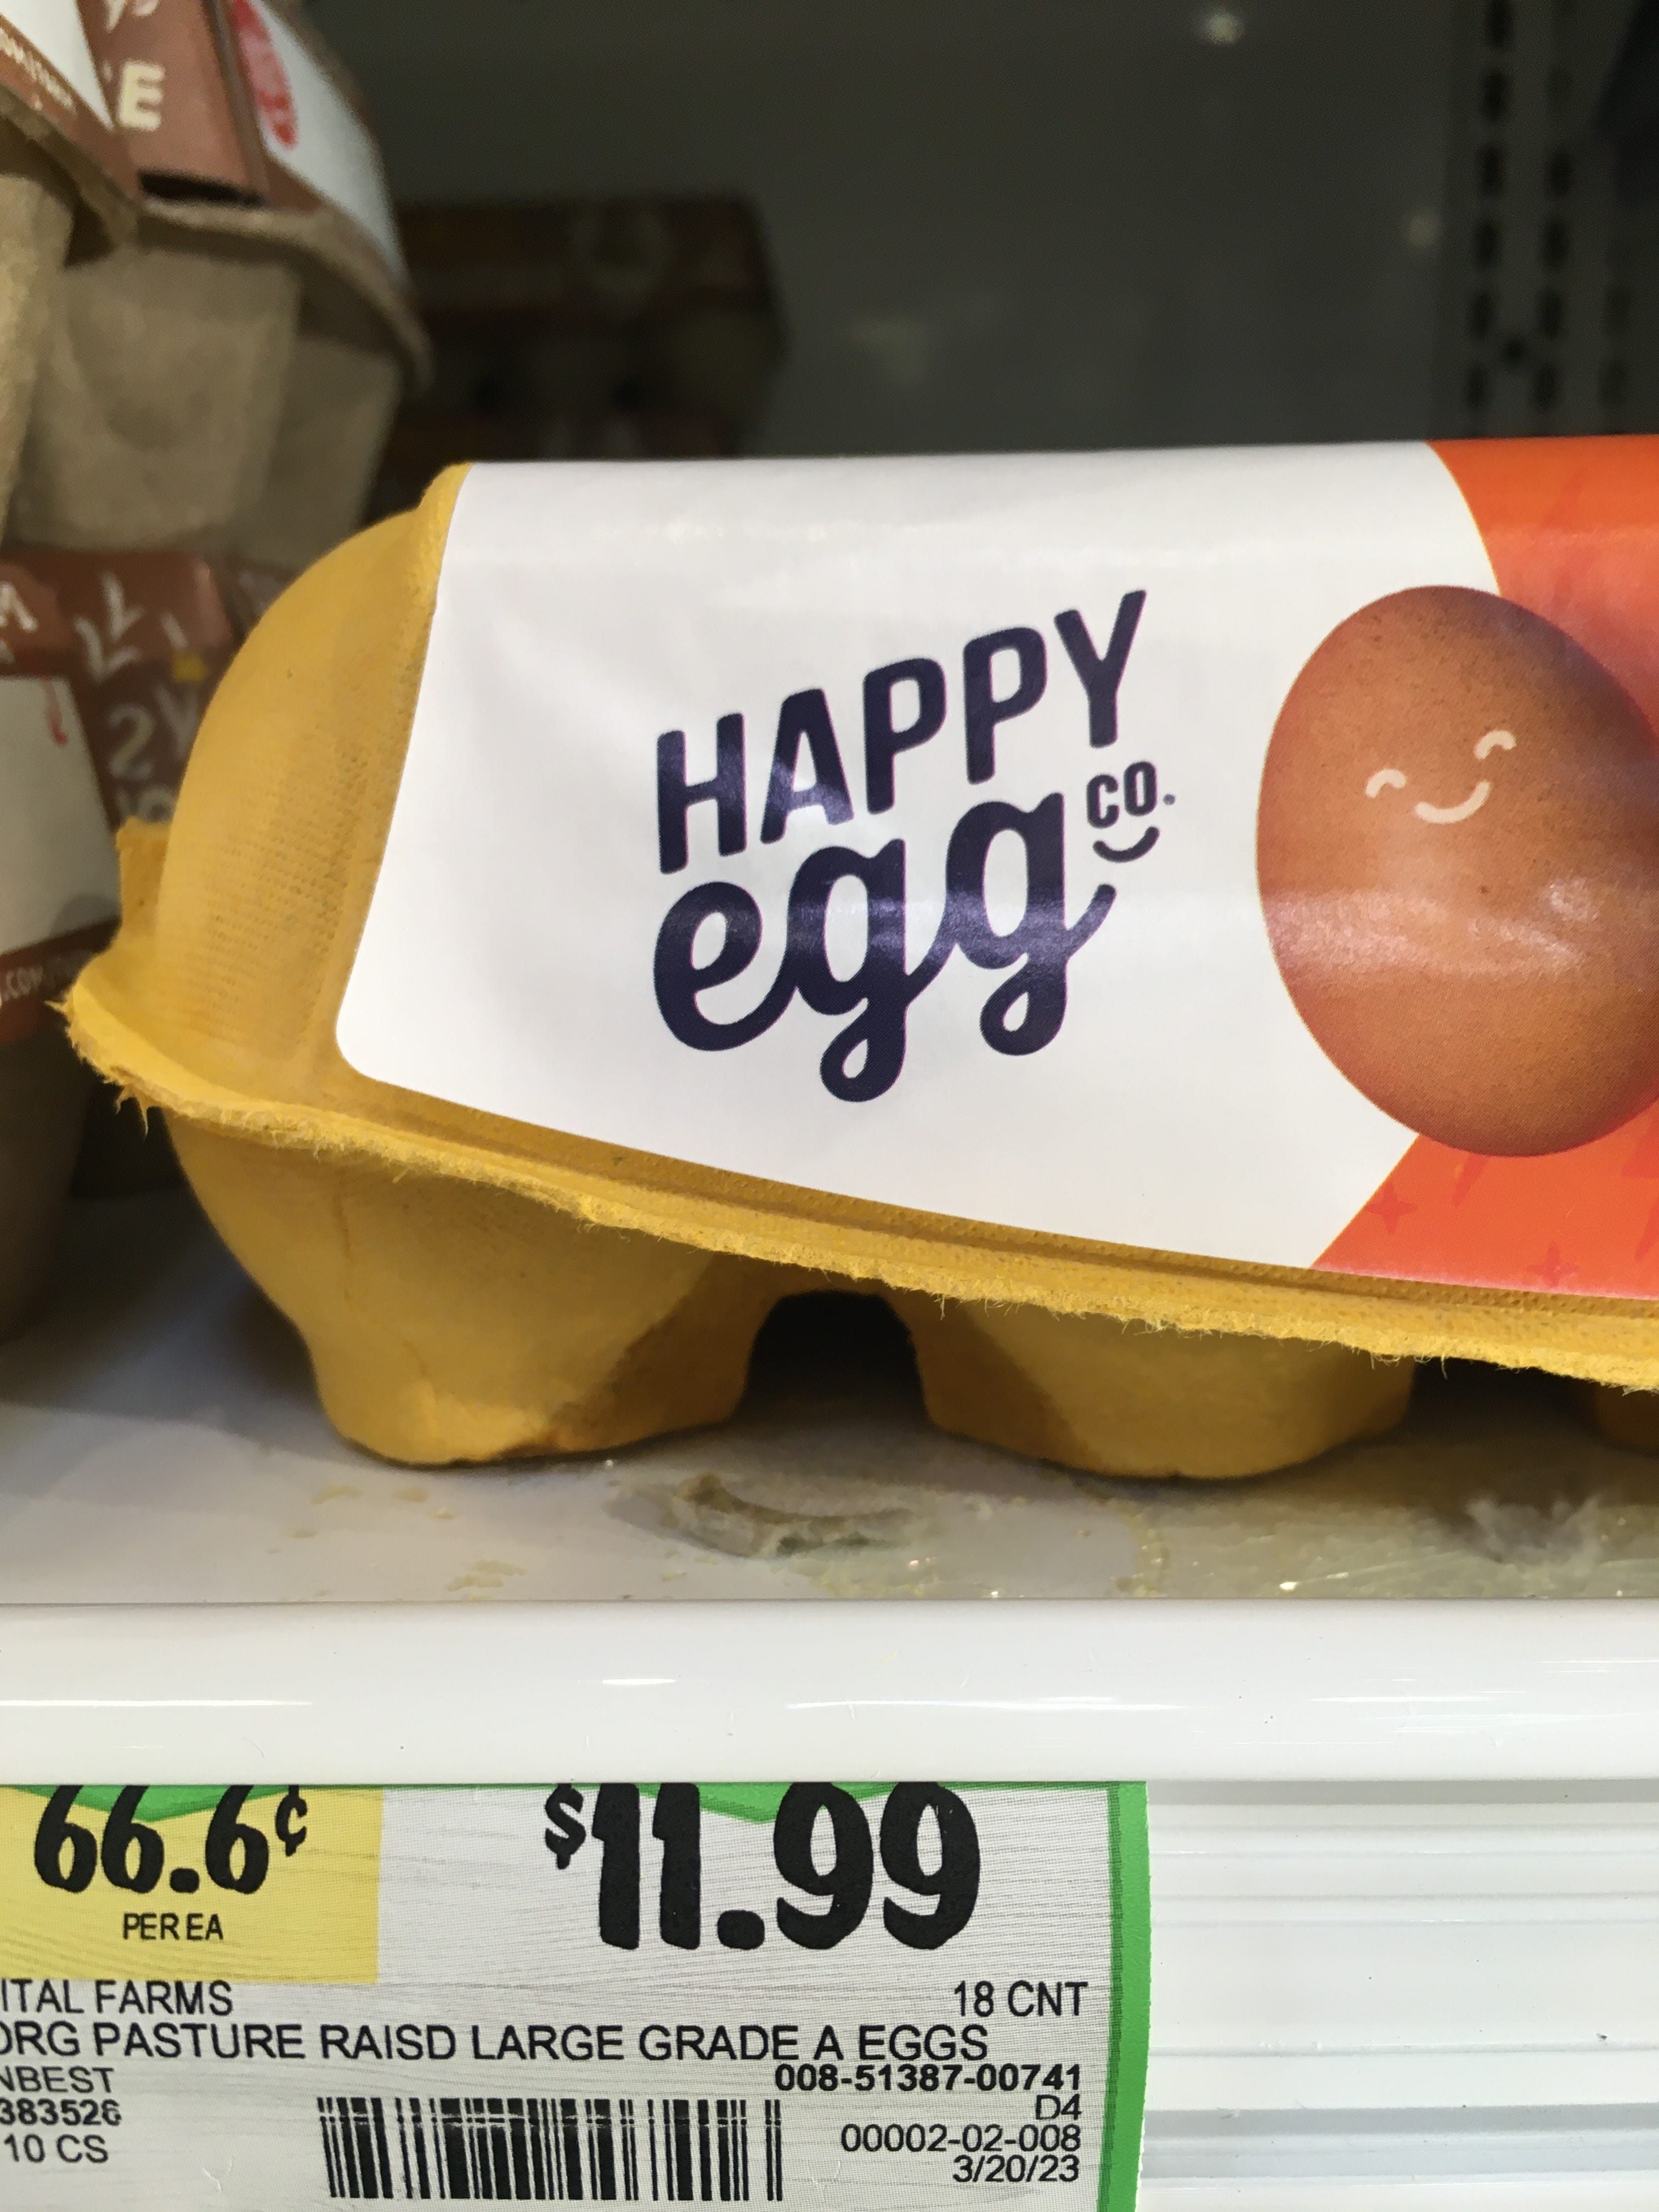 E
HAPPY
egg CO.
66.6¢
PER EA
$11.99
ITAL FARMS
18 CNT
ORG PASTURE RAISD LARGE GRADE A EGGS
NBEST
008-51387-00741
383526
D4
10 CS
00002-02-008
3/20/23